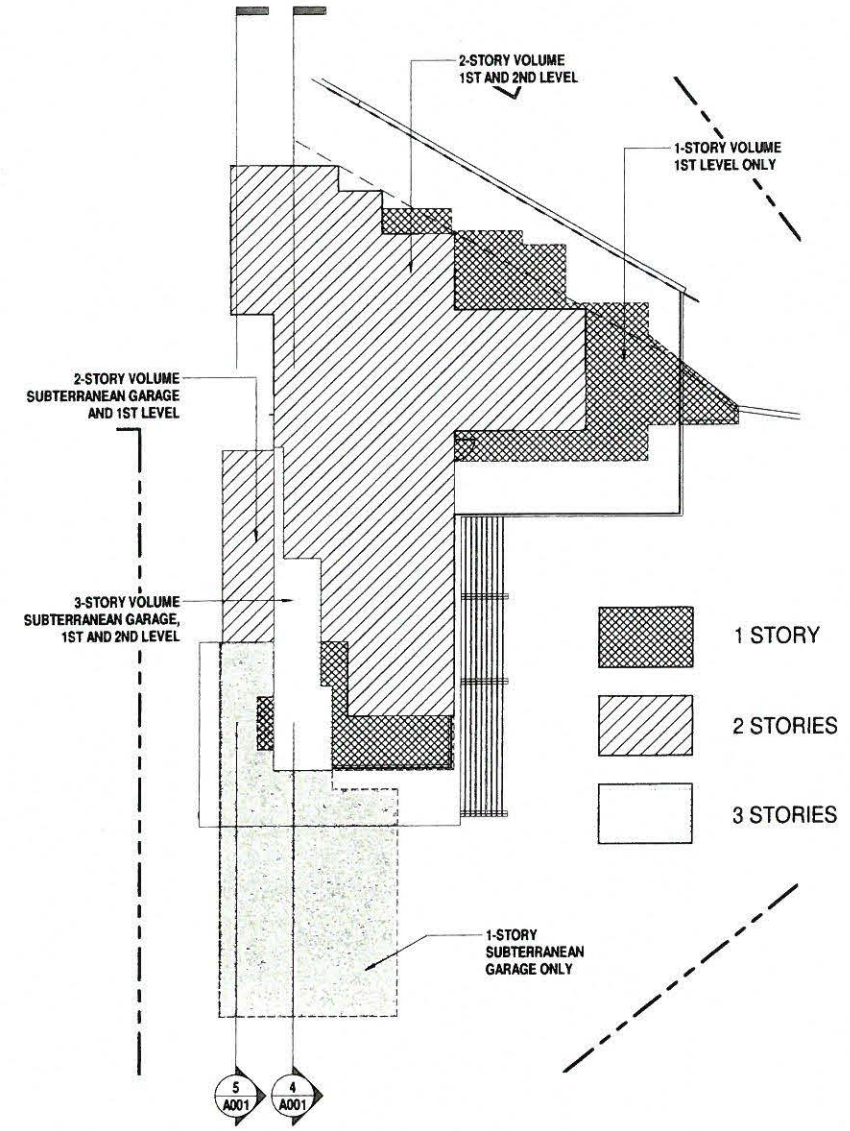 2-STORY VOLUME
1ST AND 2ND LEVEL
1-STORY VOLUME
1ST LEVEL ONLY
2-STORY VOLUME
SUBTERRANEAN GARAGE
AND 1ST LEVEL
3-STORY VOLUME
SUBTERRANEAN GARAGE,
1ST AND 2ND LEVEL
1 STORY
2 STORIES
3 STORIES
1-STORY
SUBTERRANEAN
GARAGE ONLY
5
A001
4
A001